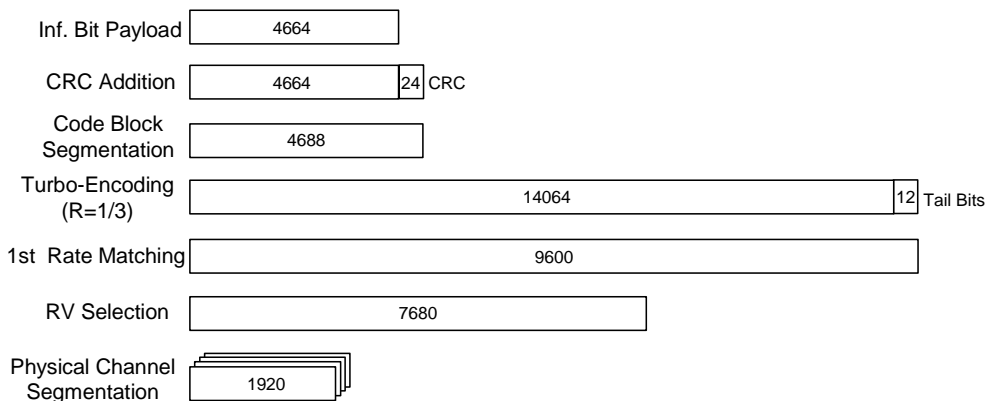 Inf. Bit Payload
4664
CRC Addition
4664
24
CRC
Code Block
Segmentation
4688
Turbo-Encoding
(R=1/3)
14064
12
Tail Bits
1st Rate Matching
9600
RV Selection
7680
Physical Channel
Segmentation
1920